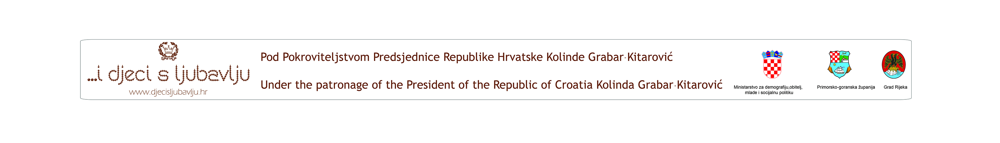 ...i djeci s ljubavlju
www.djecisljubavlju.hr
Pod Pokroviteljstvom Predsjednice Republike Hrvatske Kolinde Grabar-Kitarović
Under the patronage of the President of the Republic of Croatia Kolinda Grabar-Kitarović
Ministarstvo za demografiju,obitelj,
mlade i socijalnu politiku
Primorsko-goranska županija
Grad Rijeka